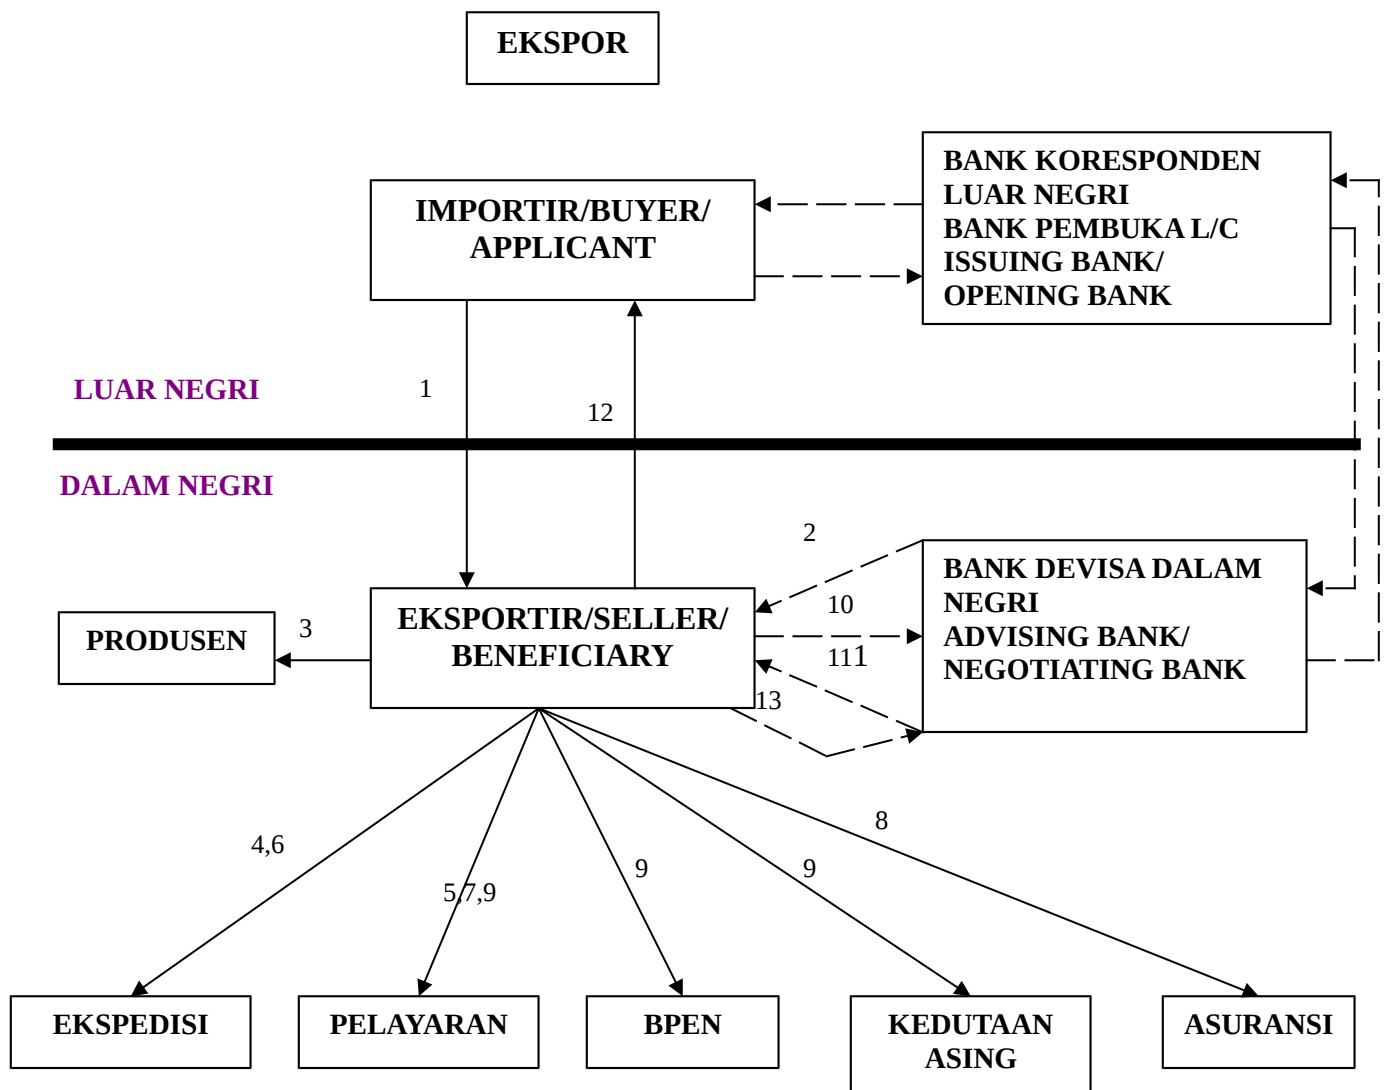 EKSPOR
IMPORTIR/BUYER/
APPLICANT
BANK KORESPONDEN
LUAR NEGRI
BANK PEMBUKA L/C
ISSUING BANK/
OPENING BANK
LUAR NEGRI
1
12
DALAM NEGRI
2
PRODUSEN
3
EKSPORTIR/SELLER/
BENEFICIARY
10
111
13
BANK DEVISA DALAM
NEGRI
ADVISING BANK/
NEGOTIATING BANK
4,6
5,7,9
9
9
8
EKSPEDISI
PELAYARAN
BPEN
KEDUTAAN
ASING
ASURANSI